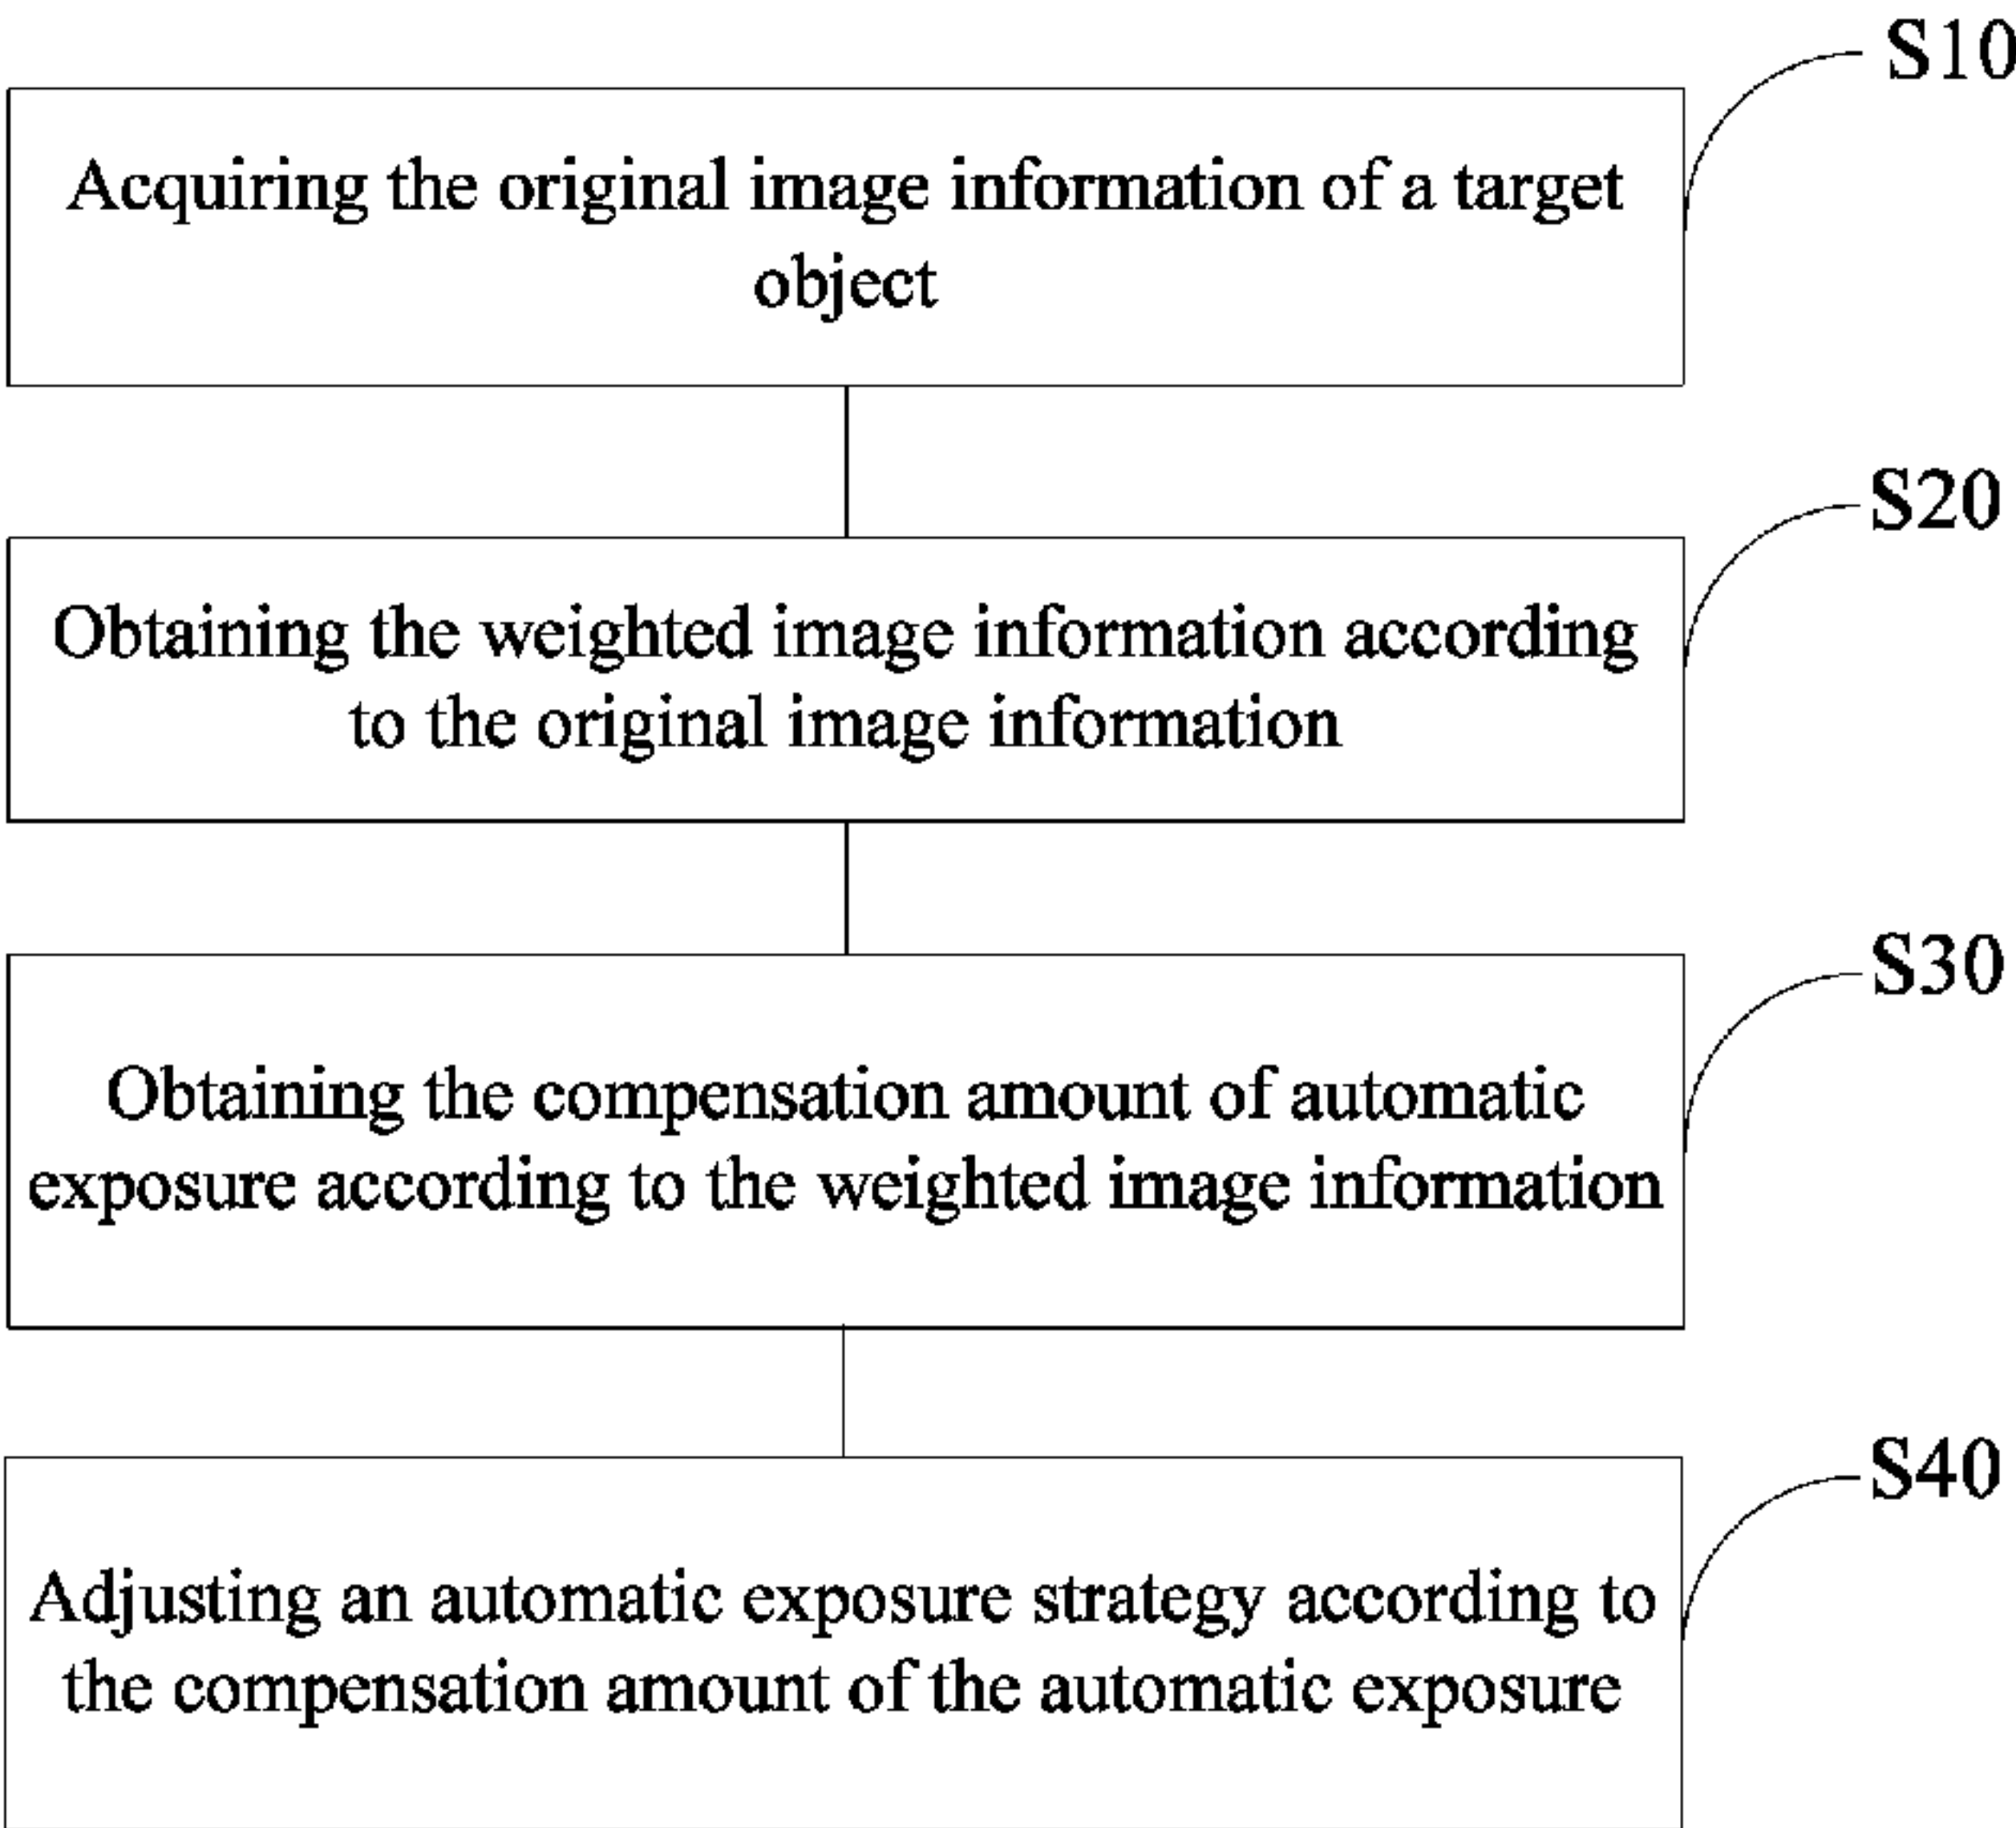 S10
Acquiring the original image information of a target
object
S20
Obtaining the weighted image information according
to the original image information
S30
Obtaining the compensation amount of automatic
exposure according to the weighted image information
S40
Adjusting an automatic exposure strategy according to
the compensation amount of the automatic exposure